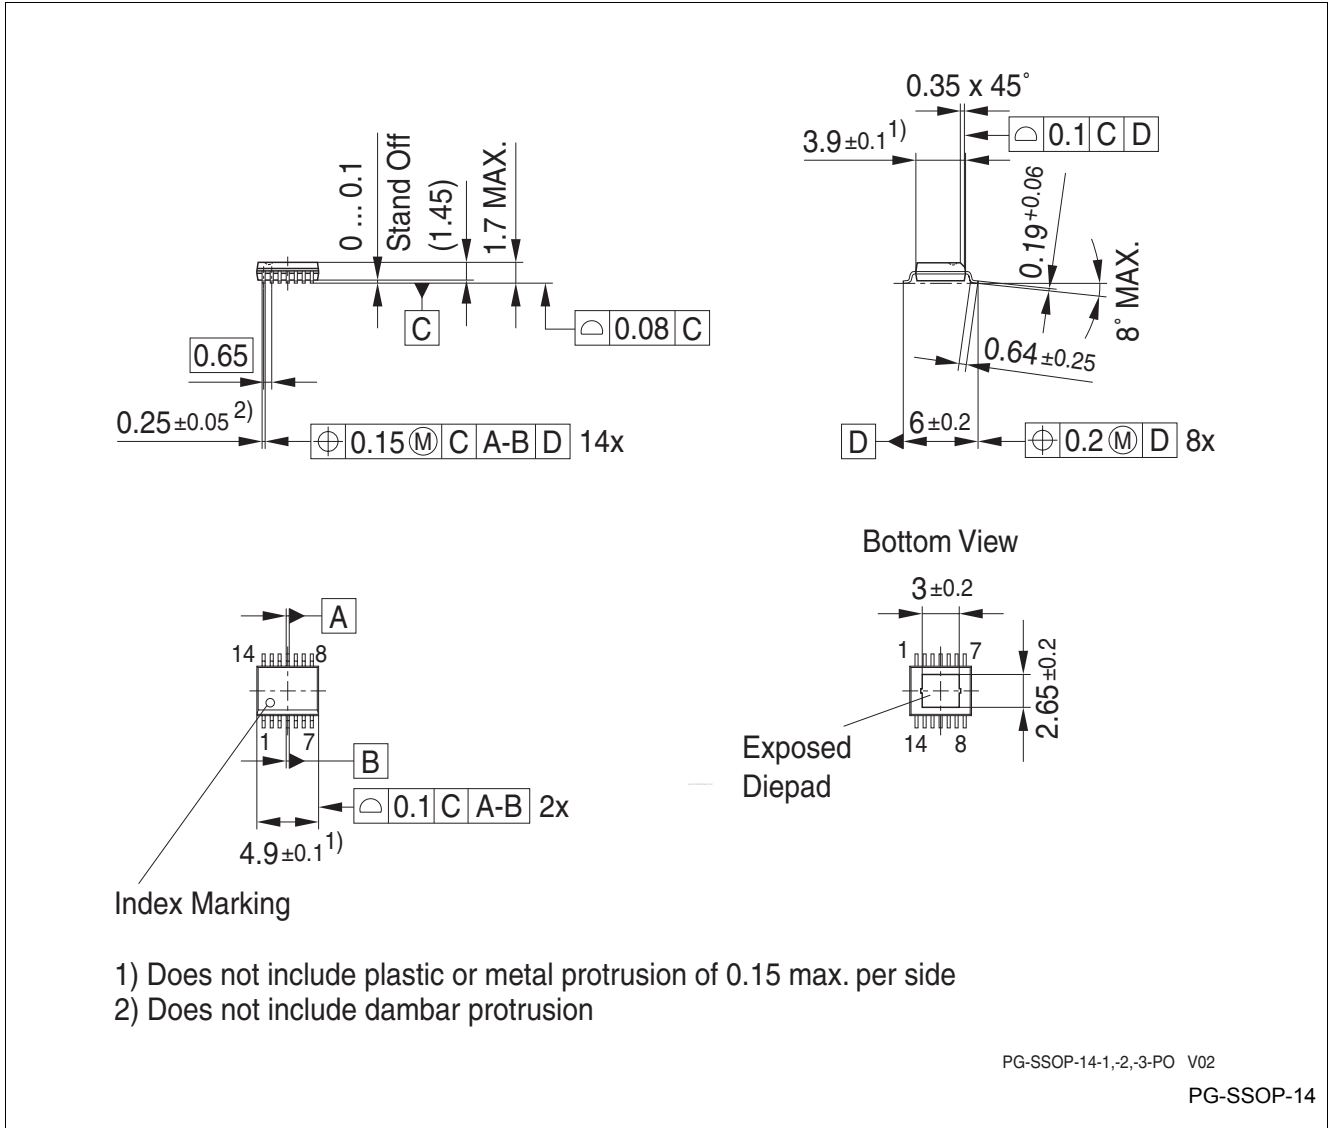 0.35 x 45°
3.9 ±0.1 1)
0.1 C D
0 ... 0.1
Stand Off
(1.45)
1.7 MAX.
0.19 +0.06
8° MAX.
C
0.08 C
0.65
0.64 ±0.25
0.25 ±0.05 2)
0.15 Ⓜ C A-B D 14x
D
6 ±0.2
0.2 Ⓜ D 8x
Bottom View
3 ±0.2
A
14 8
1 7
2.65 ±0.2
1 7
14 8
B
Exposed
Diepad
0.1 C A-B 2x
4.9 ±0.1 1)
Index Marking
1) Does not include plastic or metal protrusion of 0.15 max. per side
2) Does not include dambar protrusion
PG-SSOP-14-1,-2,-3-PO V02
PG-SSOP-14